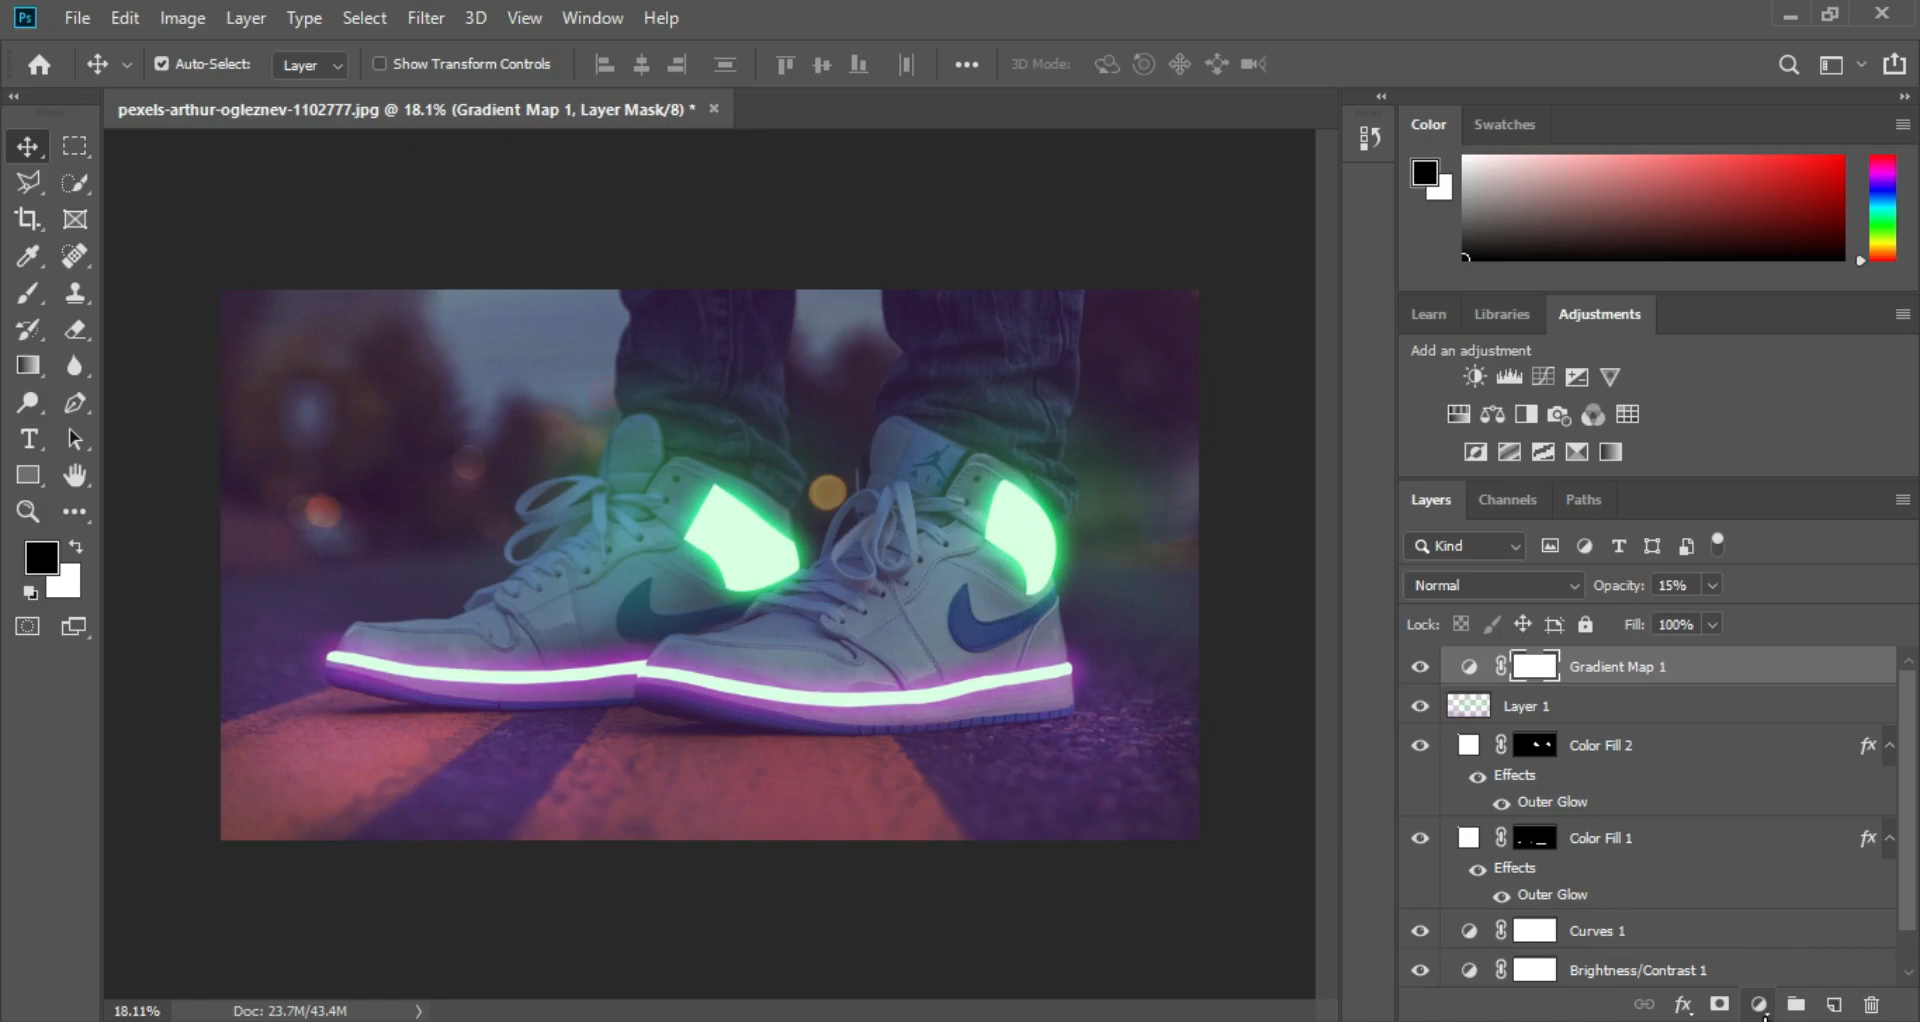 Ps File Edit Image Layer Type Select Filter 3D View Window Help
Auto-Select: Layer Show Transform Controls 3D Mode:
pexels-arthur-ogleznev-1102777.jpg @ 18.1% (Gradient Map 1, Layer Mask/8) *
Color Swatches
Learn Libraries Adjustments
Add an adjustment
Layers Channels Paths
Kind
Normal Opacity: 15%
Lock: Fill: 100%
Gradient Map 1
Layer 1
Color Fill 2 fx
Effects
Outer Glow
Color Fill 1 fx
Effects
Outer Glow
Curves 1
Brightness/Contrast 1
fx
18.11% Doc: 23.7M/43.4M